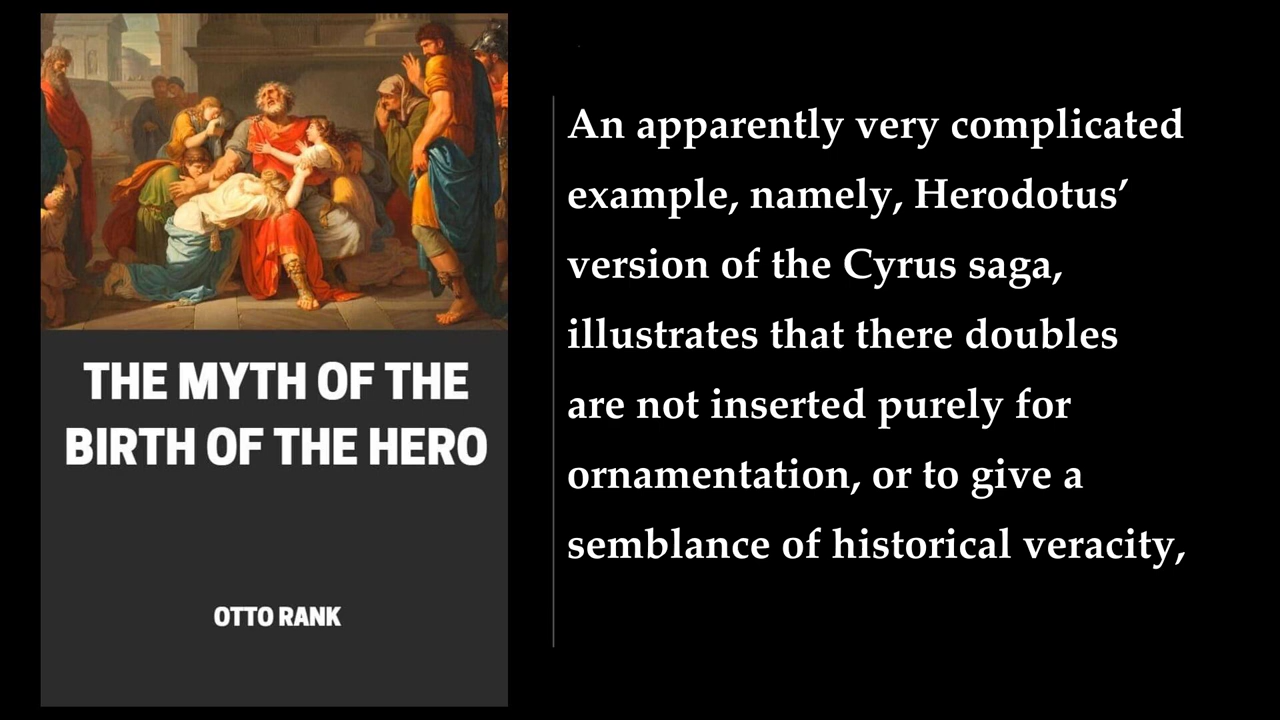 THE MYTH OF THE
BIRTH OF THE HERO
OTTO RANK
An apparently very complicated
example, namely, Herodotus’
version of the Cyrus saga,
illustrates that there doubles
are not inserted purely for
ornamentation, or to give a
semblance of historical veracity,